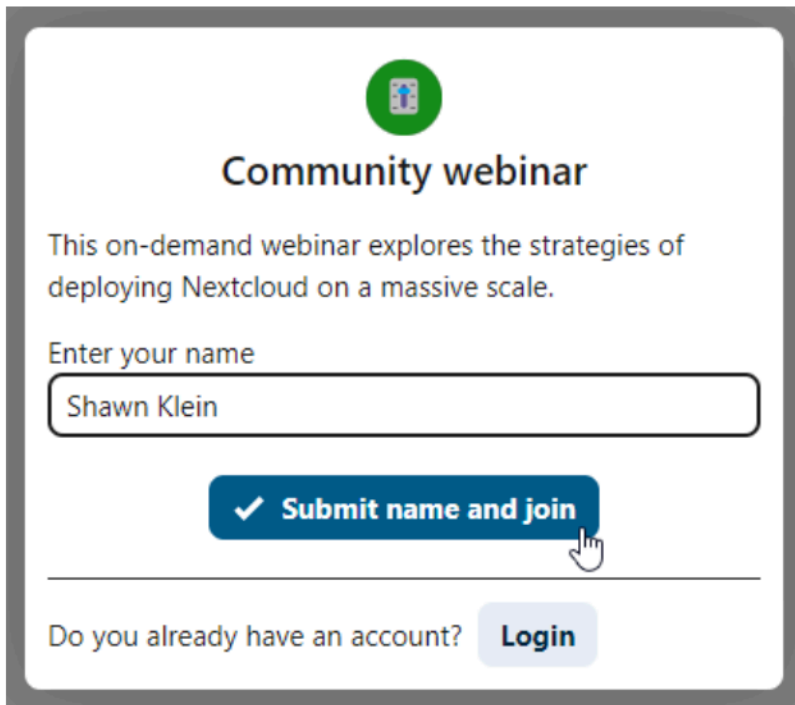 Community webinar
This on-demand webinar explores the strategies of
deploying Nextcloud on a massive scale.
Enter your name
Shawn Klein
Submit name and join
Do you already have an account? Login